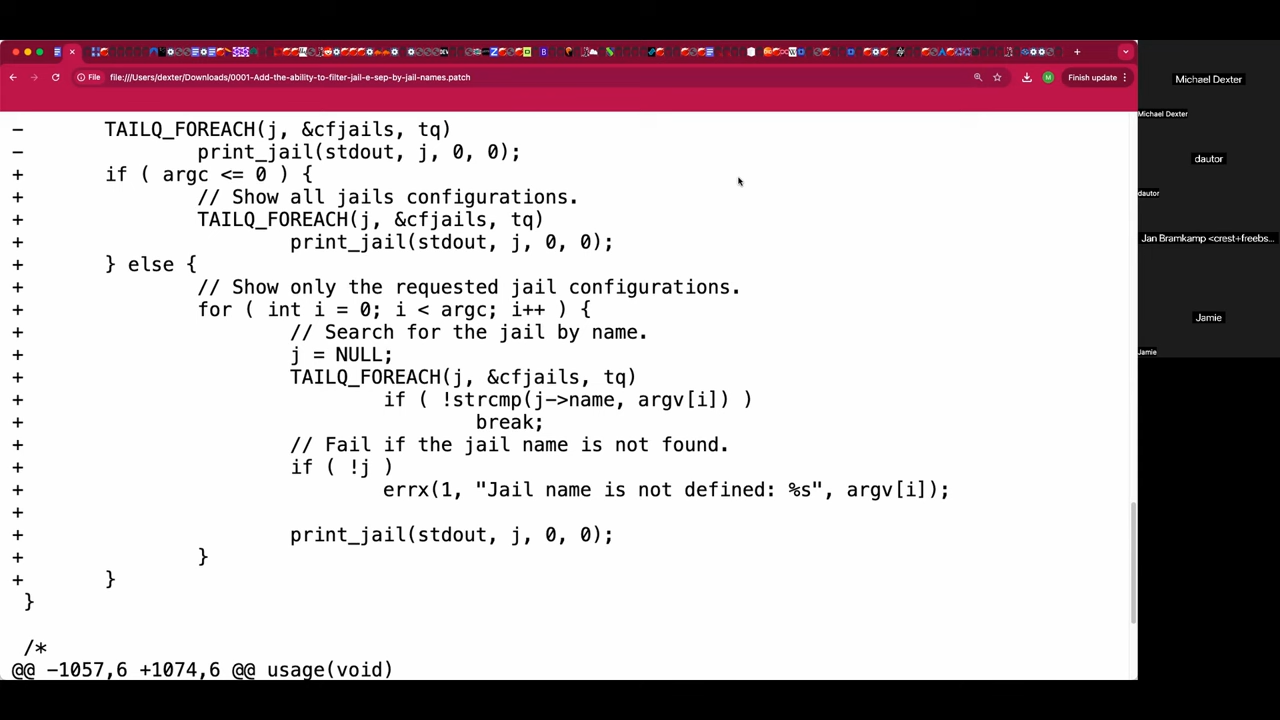 File
file:///Users/dexter/Downloads/0001-Add-the-ability-to-filter-jail-e-sep-by-jail-names.patch
Finish update
-	TAILQ_FOREACH(j, &cfjails, tq)
-		print_jail(stdout, j, 0, 0);
+	if ( argc <= 0 ) {
+		// Show all jails configurations.
+		TAILQ_FOREACH(j, &cfjails, tq)
+			print_jail(stdout, j, 0, 0);
+	} else {
+		// Show only the requested jail configurations.
+		for ( int i = 0; i < argc; i++ ) {
+			// Search for the jail by name.
+			j = NULL;
+			TAILQ_FOREACH(j, &cfjails, tq)
+				if ( !strcmp(j->name, argv[i]) )
+					break;
+			// Fail if the jail name is not found.
+			if ( !j )
+				errx(1, "Jail name is not defined: %s", argv[i]);
+
+			print_jail(stdout, j, 0, 0);
+		}
+	}
 }
 /*
@@ -1057,6 +1074,6 @@ usage(void)
Michael Dexter
Michael Dexter
dautor
dautor
Jan Bramkamp <crest+freebs...
Jamie
Jamie